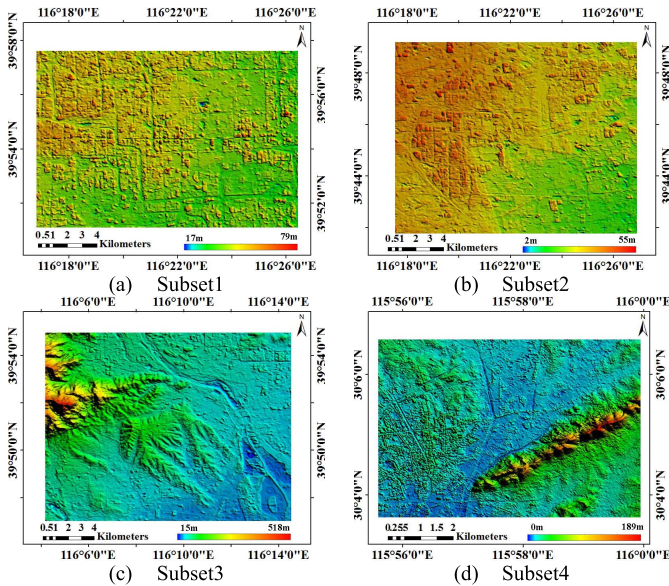 116°18'0"E 116°22'0"E 116°26'0"E
N
39°58'0"N
39°56'0"N
39°54'0"N
39°52'0"N
0.51 2 3 4
Kilometers
17m 79m
116°18'0"E 116°22'0"E 116°26'0"E
(a) Subset1
116°18'0"E 116°22'0"E 116°26'0"E
N
39°48'0"N 39°48'0"N
39°44'0"N 39°44'0"N
0.51 2 3 4
Kilometers
2m 55m
116°18'0"E 116°22'0"E 116°26'0"E
(b) Subset2
116°6'0"E 116°10'0"E 116°14'0"E
N
39°54'0"N 39°54'0"N
39°50'0"N 39°50'0"N
0.51 2 3 4
Kilometers
15m 518m
116°6'0"E 116°10'0"E 116°14'0"E
(c) Subset3
115°56'0"E 115°58'0"E 116°0'0"E
N
30°6'0"N 30°6'0"N
30°4'0"N 30°4'0"N
0.255 1 1.5 2
Kilometers
0m 189m
115°56'0"E 115°58'0"E 116°0'0"E
(d) Subset4